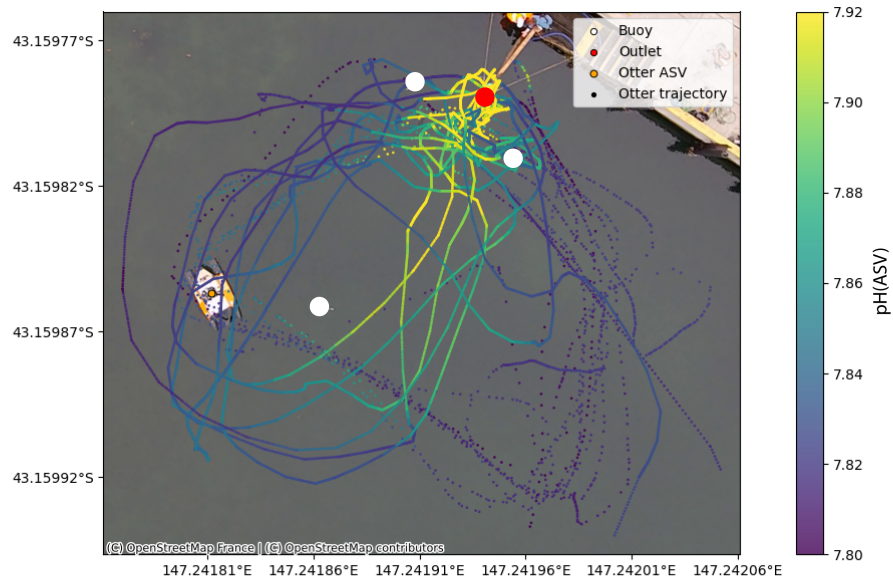 43.15977°S
43.15982°S
43.15987°S
43.15992°S
147.24181°E
147.24186°E
147.24191°E
147.24196°E
147.24201°E
147.24206°E
Buoy
Outlet
Otter ASV
Otter trajectory
(C) OpenStreetMap France | (C) OpenStreetMap contributors
7.92
7.90
7.88
7.86
7.84
7.82
7.80
pH(ASV)